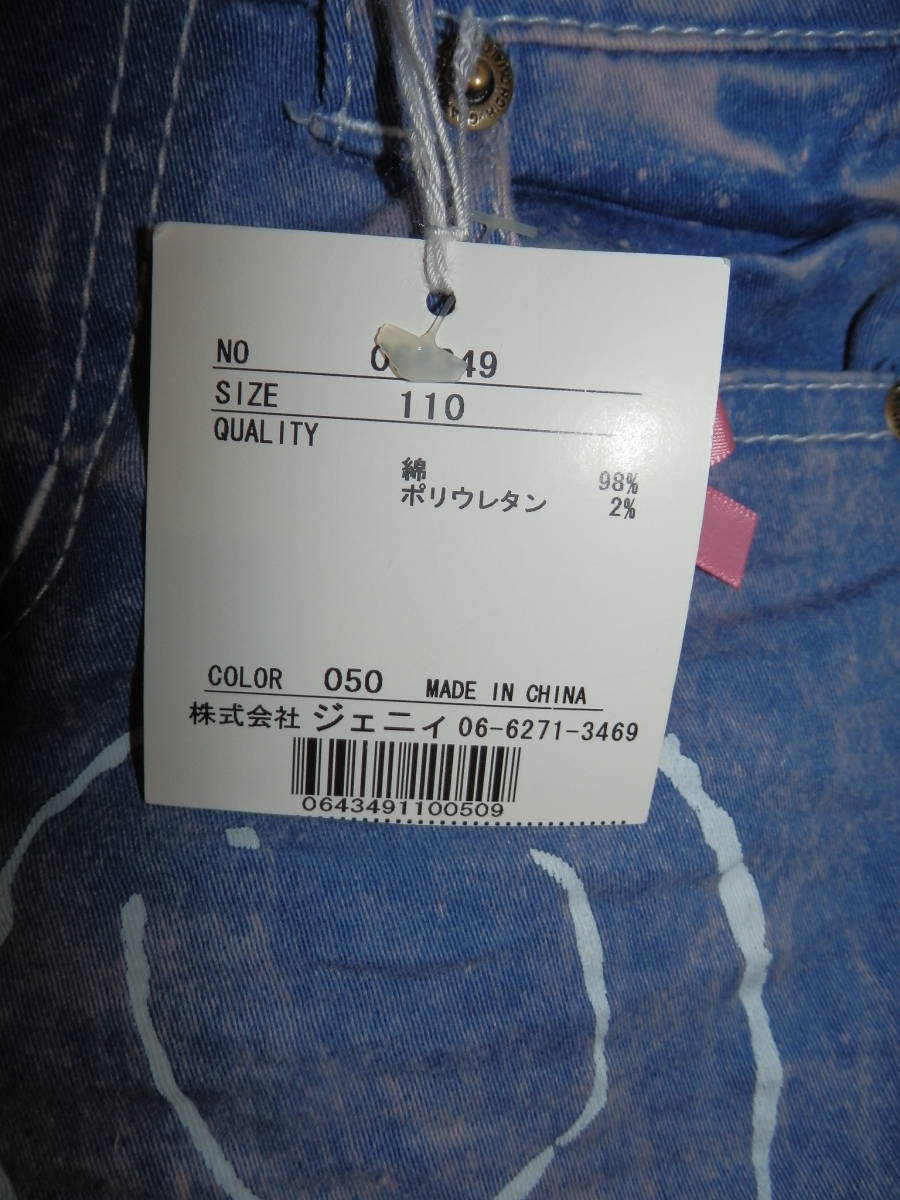 NO 49
SIZE 110
QUALITY
綿 98%
ポリウレタン 2%
COLOR 050 MADE IN CHINA
株式会社 ジェニィ 06-6271-3469
0643491100509